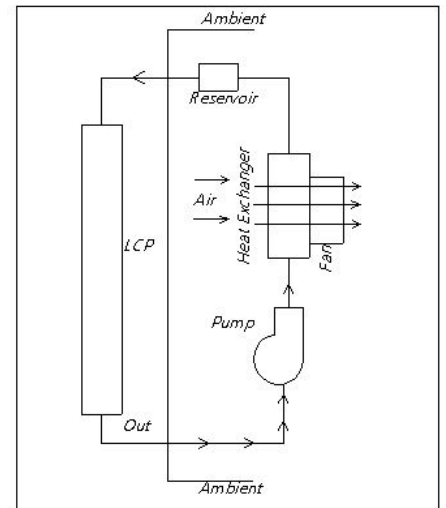 Ambient
Reservoir
Air
Heat Exchanger
LCP
Fan
Pump
Out
Ambient